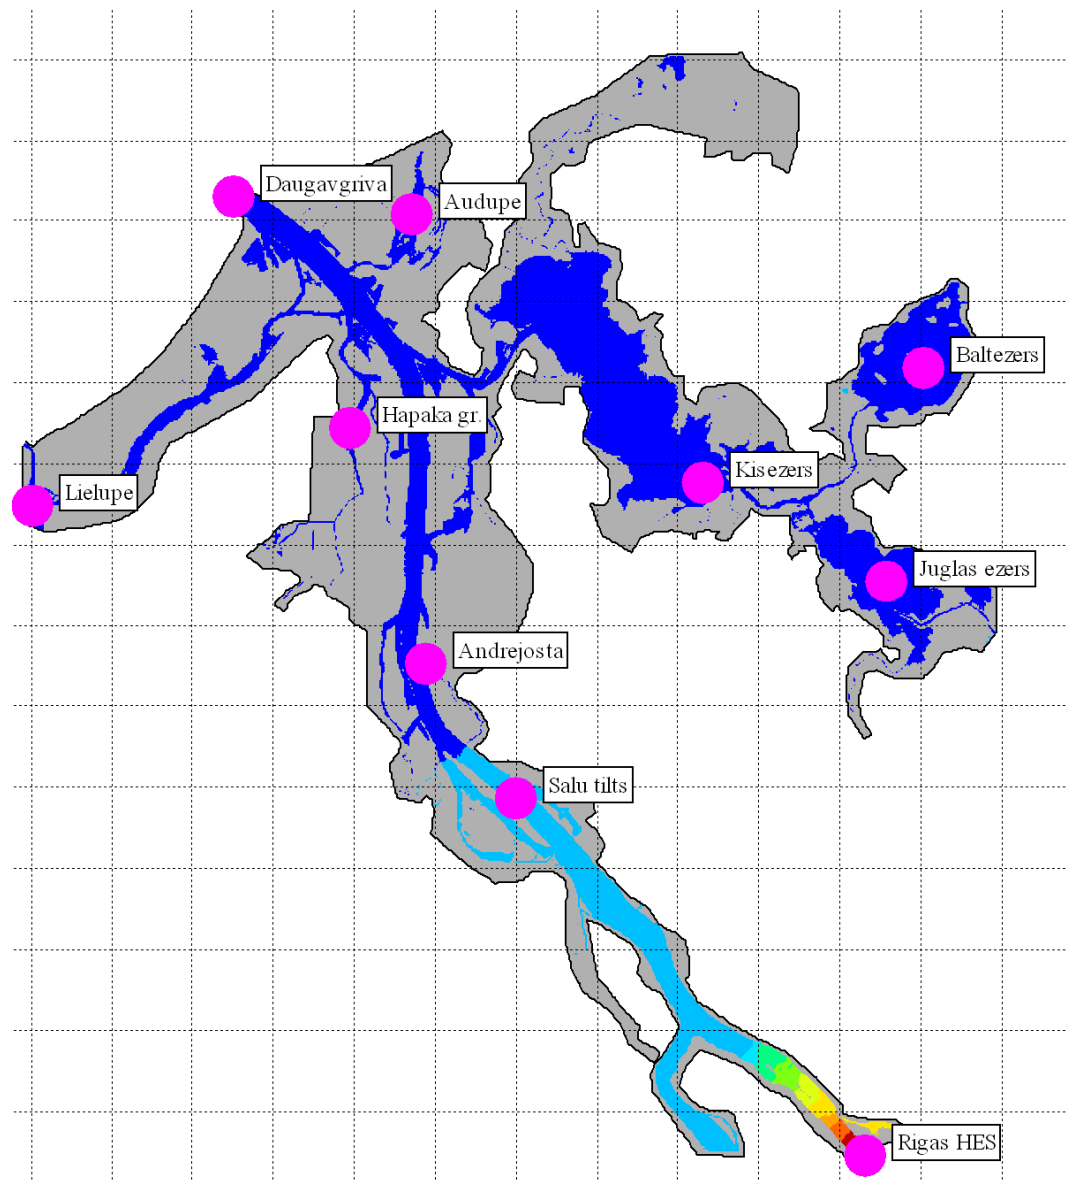 Daugavgriva
Audupe
Baltezers
Hapaka gr.
Kisezers
Lielupe
Juglas ezers
Andrejosta
Salu tilts
Rigas HES